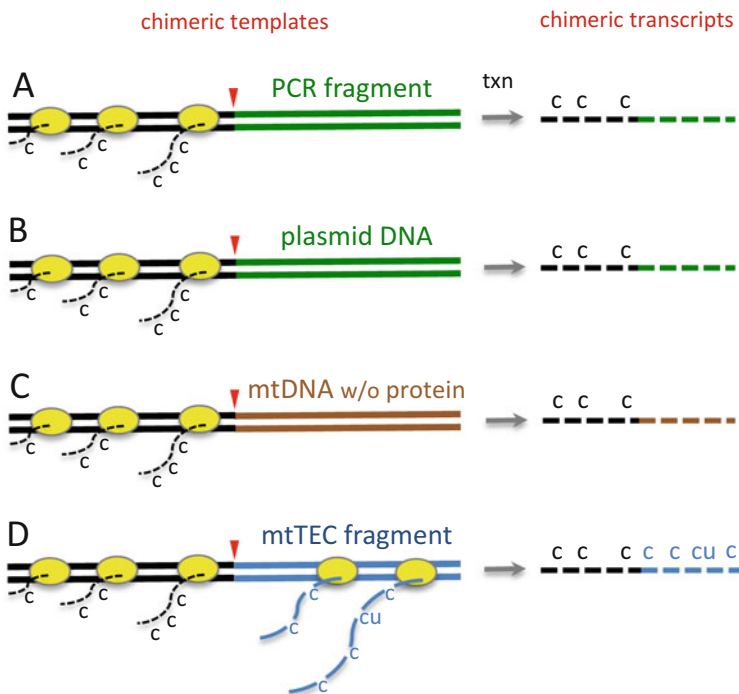 chimeric templates chimeric transcripts
A PCR fragment txn c c c
c c c c c c
B plasmid DNA c c c
c c c c c c
C mtDNA w/o protein c c c
c c c c c c
D mtTEC fragment c c c c c cu c
c c c c c c c c
c cu
c
c